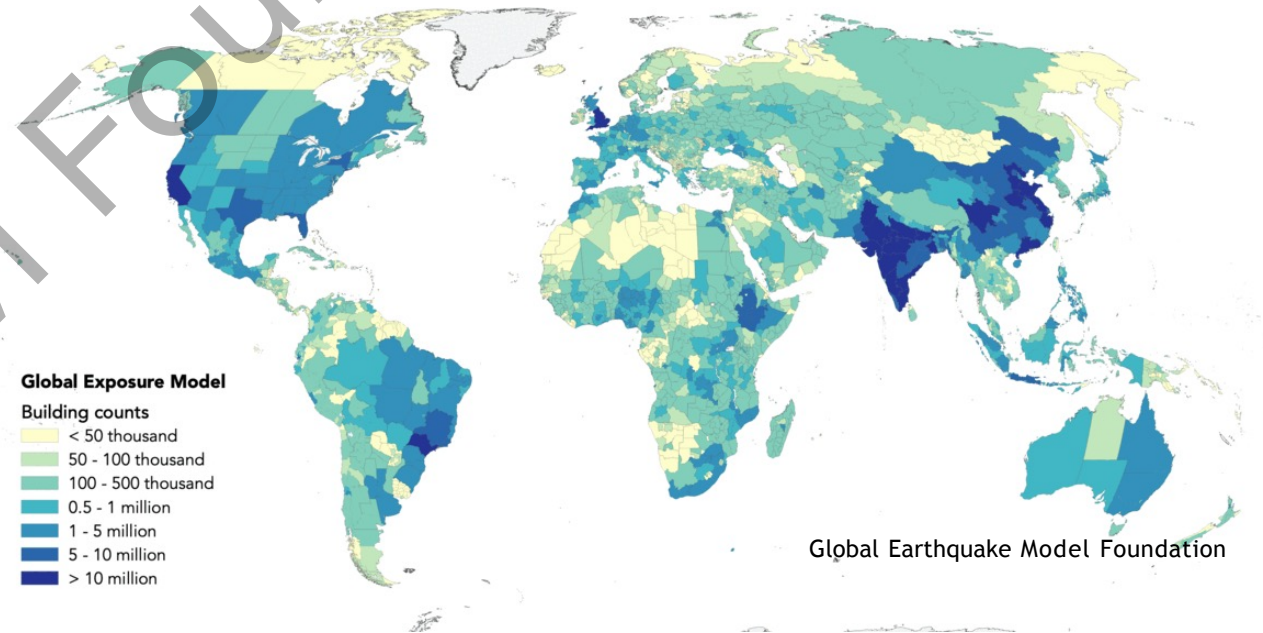 Global Exposure Model
Building counts
< 50 thousand
50 - 100 thousand
100 - 500 thousand
0.5 - 1 million
1 - 5 million
5 - 10 million
> 10 million
Global Earthquake Model Foundation